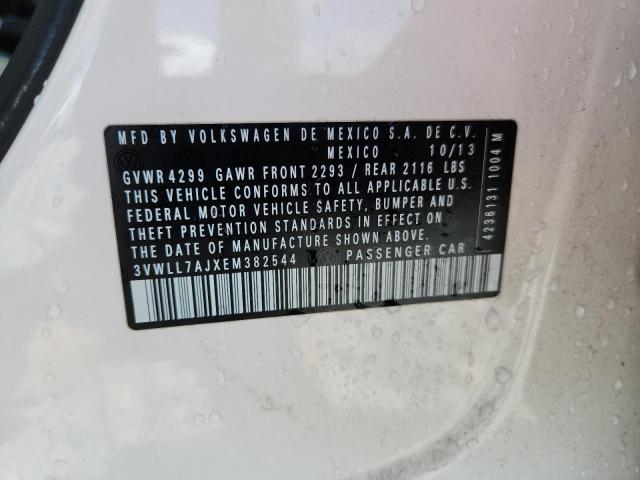 MFD BY VOLKSWAGEN DE MEXICO S.A. DE C.V.
MEXICO 10/13
GVWR 4299 GAWR FRONT 2293 / REAR 2116 LBS
THIS VEHICLE CONFORMS TO ALL APPLICABLE U.S.
FEDERAL MOTOR VEHICLE SAFETY, BUMPER AND
THEFT PREVENTION STANDARDS IN EFFECT ON
THE DATE OF MANUFACTURE SHOWN ABOVE.
3VWLL7AJXEM382544 PASSENGER CAR
4236131 1004 M